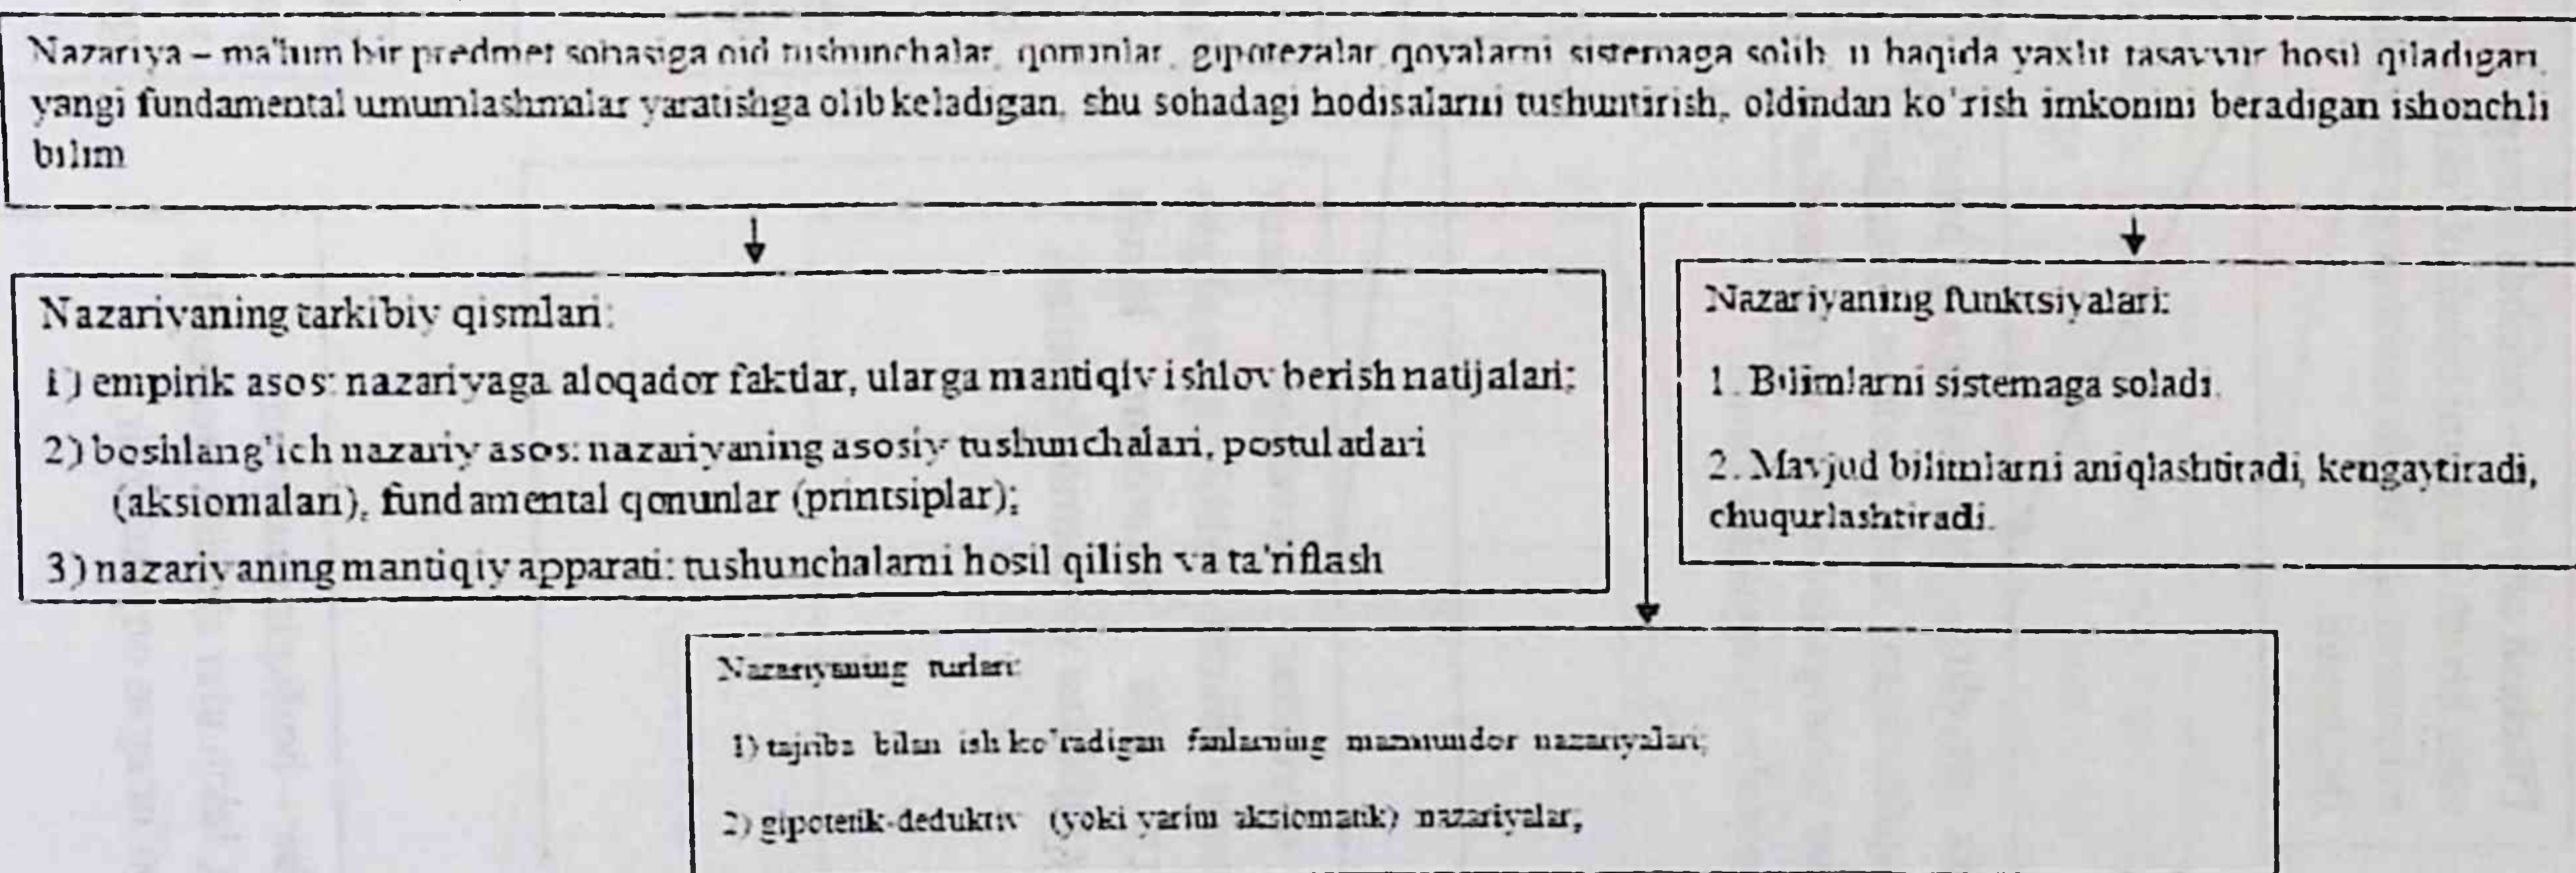 Nazariya – ma'lum bir predmet sohasiga oid tushunchalar, qonunlar, gipotezalar, g'oyalarni sistemaga solib, u haqida yaxlit tasavvur hosil qiladigan,
yangi fundamental umumlashmalar yaratishga olib keladigan, shu sohadagi hodisalarni tushuntirish, oldindan ko'rish imkonini beradigan ishonchli
bilim
Nazariyaning tarkibiy qismlari:
1) empirik asos: nazariyaga aloqador faktlar, ularga mantiqiy ishlov berish natijalari;
2) boshlang'ich nazariy asos: nazariyaning asosiy tushunchalari, postulatlari
(aksiomalari), fundamental qonunlar (printsiplar);
3) nazariyaning mantiqiy apparati: tushunchalarni hosil qilish va ta'riflash
Nazariyaning funktsiyalari:
1. Bilimlarni sistemaga soladi.
2. Mavjud bilimlarni aniqlashtiradi, kengaytiradi,
chuqurlashtiradi.
Nazariyaning turlari:
1) tajriba bilan ish ko'radigan fanlarning mazmundor nazariyalari;
2) gipotetik-deduktiv (yoki yarim aksiomatik) nazariyalar,